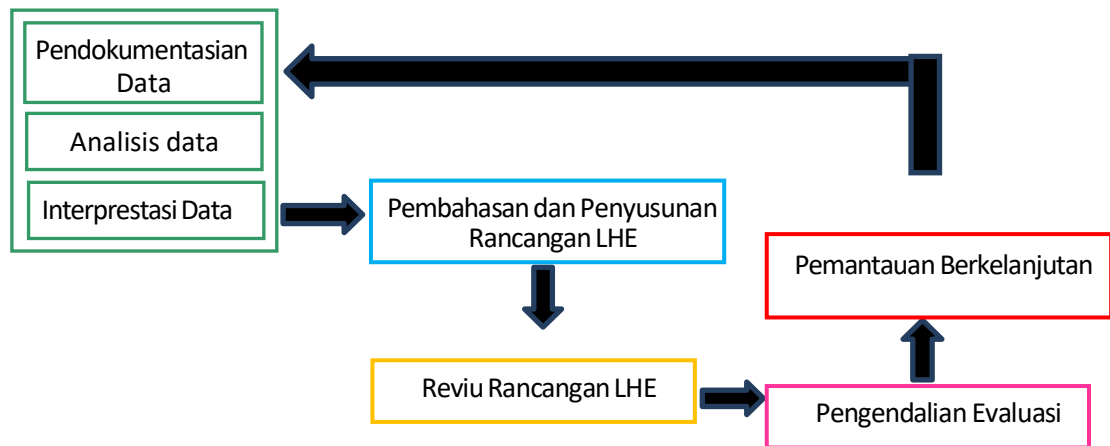 Pendokumentasian
Data
Analisis data
Interprestasi Data
Pembahasan dan Penyusunan
Rancangan LHE
Pemantauan Berkelanjutan
Reviu Rancangan LHE
Pengendalian Evaluasi